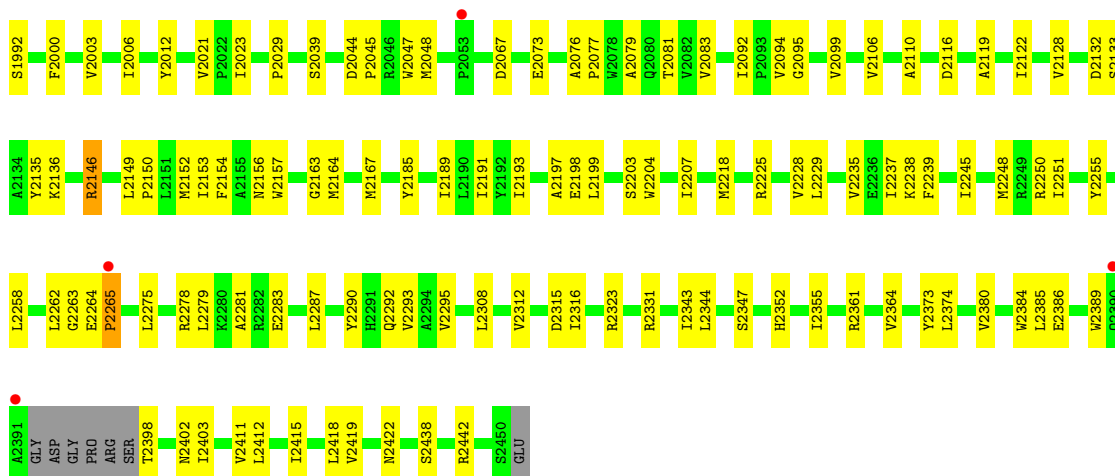 S1992 F2000 V2003 I2006 Y2012 V2021 P2022 I2023 P2029 S2039 D2044 P2045 R2046 W2047 M2048 P2053 D2067 E2073 A2076 P2077 W2078 A2079 Q2080 T2081 V2082 V2083 I2092 P2093 V2094 G2095 V2099 V2106 A2110 D2116 A2119 I2122 V2128 D2132 S2133
A2134 Y2135 K2136 R2146 L2149 P2150 L2151 M2152 I2153 F2154 A2155 N2156 W2157 G2163 M2164 M2167 Y2185 I2189 L2190 I2191 Y2192 I2193 A2197 E2198 L2199 S2203 W2204 I2207 M2218 R2225 V2228 L2229 V2235 E2236 I2237 K2238 F2239 I2245 M2248 R2249 R2250 I2251 Y2255
L2258 L2262 G2263 E2264 P2265 L2275 R2278 L2279 K2280 A2281 R2282 E2283 L2287 Y2290 H2291 Q2292 V2293 A2294 V2295 L2308 V2312 D2315 I2316 R2323 R2331 I2343 L2344 S2347 H2352 I2355 R2361 V2364 Y2373 L2374 V2380 W2384 L2385 E2386 W2389
A2391 GLY ASP GLY PRO ARG SER T2398 N2402 I2403 V2411 L2412 I2415 L2418 V2419 N2422 S2438 R2442 S2450 GLU